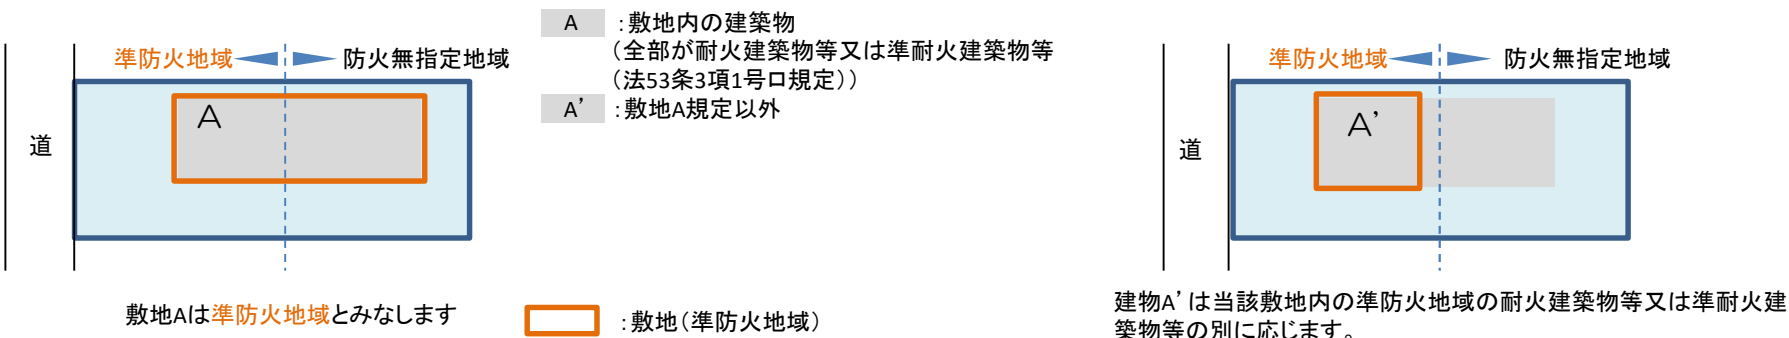 準防火地域
防火無指定地域
A
道
敷地Aは準防火地域とみなします
A :敷地内の建築物
(全部が耐火建築物等又は準耐火建築物等
(法53条3項1号ロ規定))
A’ :敷地A規定以外
:敷地(準防火地域)
準防火地域
防火無指定地域
A’
道
建物A’は当該敷地内の準防火地域の耐火建築物等又は準耐火建
築物等の別に応じます。